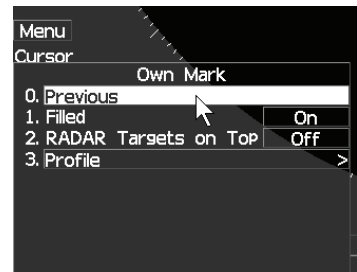 Menu
Cursor
Own Mark
0. Previous
1. Filled On
2. RADAR Targets on Top Off
3. Profile >